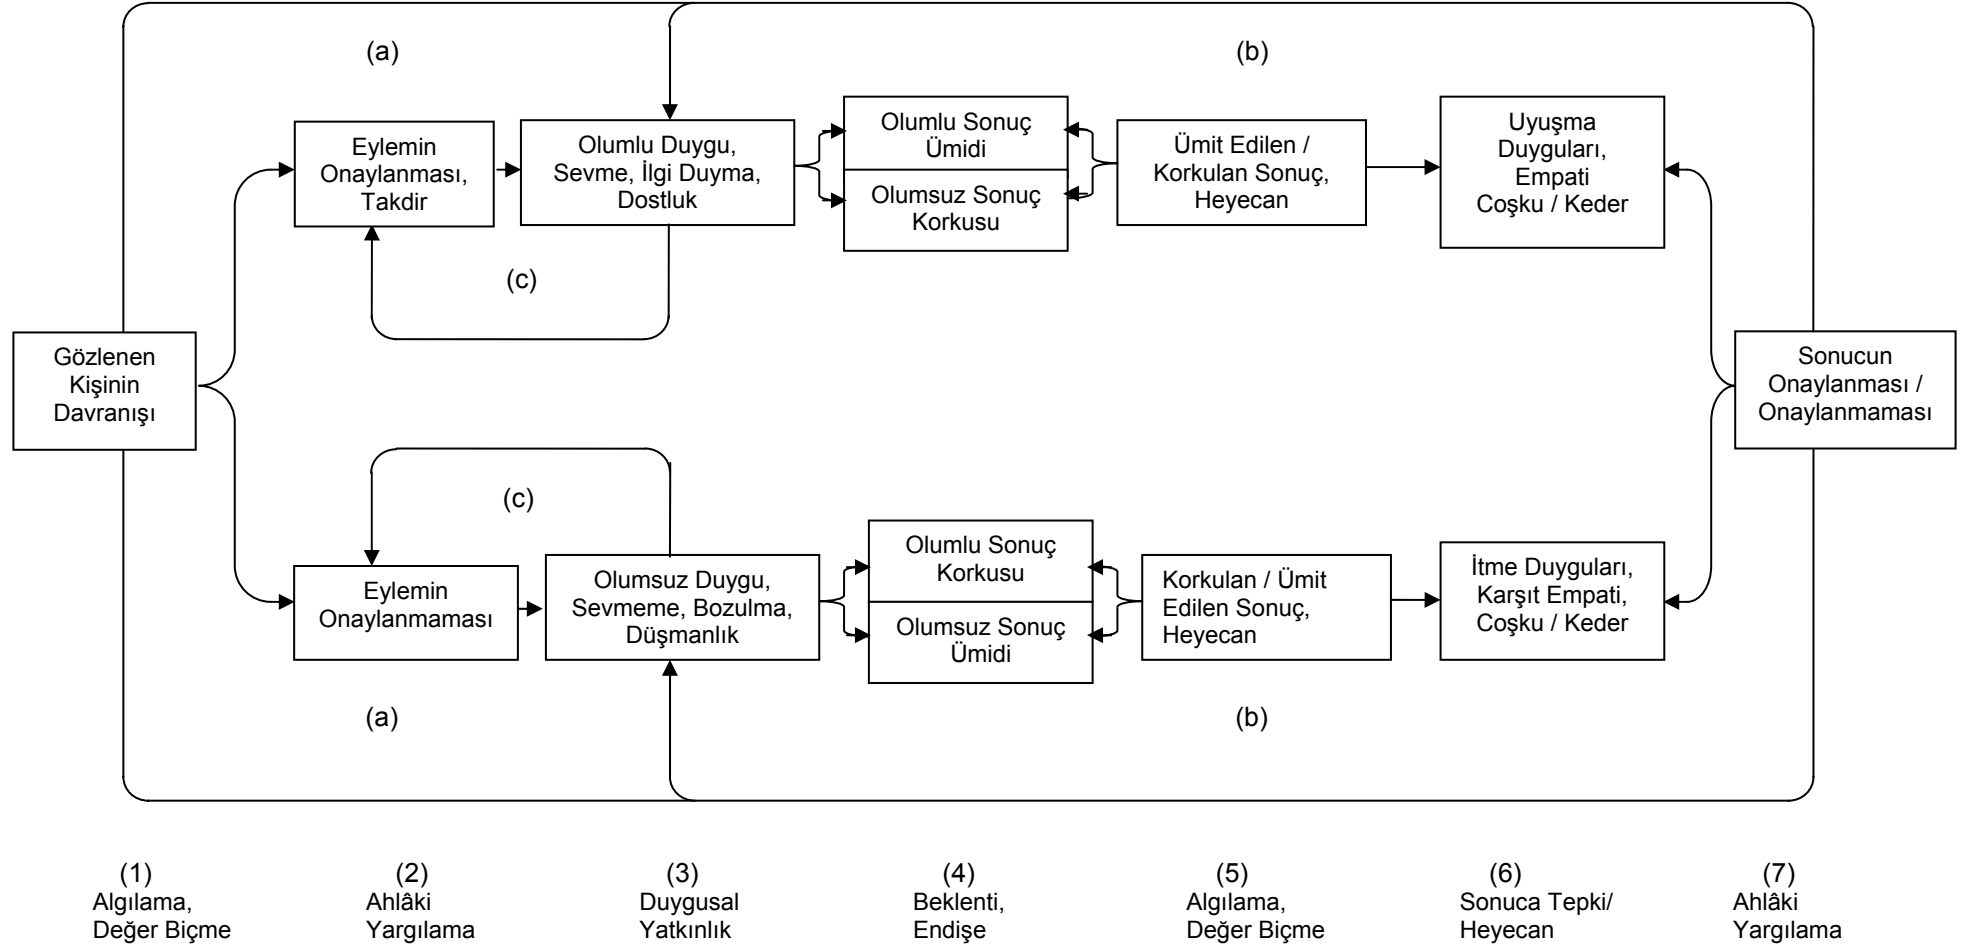 (a)
(b)
Eylemin
Onaylanması,
Takdir
Olumlu Duygu,
Sevme, İlgi Duyma,
Dostluk
Olumlu Sonuç
Ümidi
Olumsuz Sonuç
Korkusu
Ümit Edilen /
Korkulan Sonuç,
Heyecan
Uyuşma
Duyguları,
Empati
Coşku / Keder
(c)
Gözlenen
Kişinin
Davranışı
Sonucun
Onaylanması /
Onaylanmaması
(c)
Eylemin
Onaylanmaması
Olumsuz Duygu,
Sevmeme, Bozulma,
Düşmanlık
Olumlu Sonuç
Korkusu
Olumsuz Sonuç
Ümidi
Korkulan / Ümit
Edilen Sonuç,
Heyecan
İtme Duyguları,
Karşıt Empati,
Coşku / Keder
(a)
(b)
(1)
Algılama,
Değer Biçme
(2)
Ahlâki
Yargılama
(3)
Duygusal
Yatkınlık
(4)
Beklenti,
Endişe
(5)
Algılama,
Değer Biçme
(6)
Sonuca Tepki/
Heyecan
(7)
Ahlâki
Yargılama